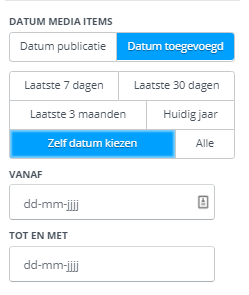 DATUM MEDIA ITEMS
Datum publicatie Datum toegevoegd
Laatste 7 dagen Laatste 30 dagen
Laatste 3 maanden Huidig jaar
Zelf datum kiezen Alle
VANAF
dd-mm-jjjj
TOT EN MET
dd-mm-jjjj